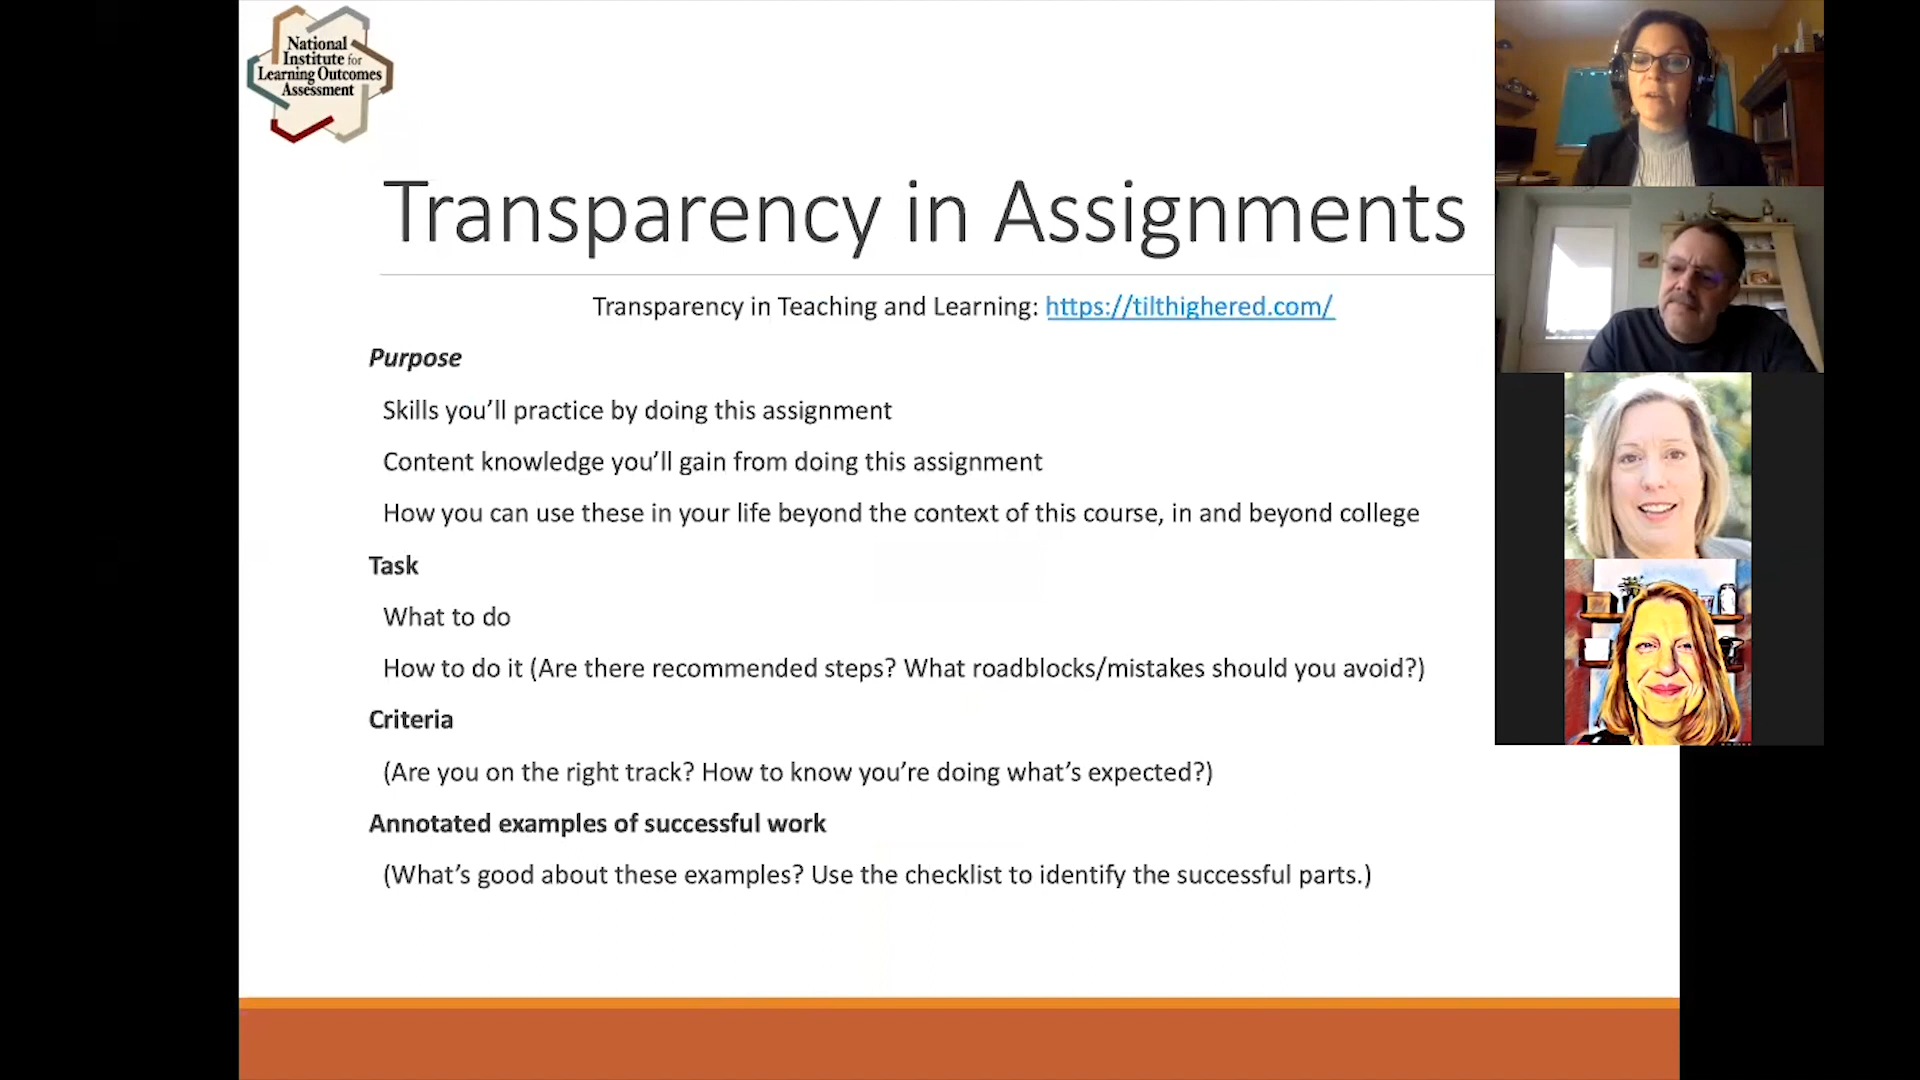 National
Institute for
Learning Outcomes
Assessment
Transparency in Assignments
Transparency in Teaching and Learning: https://tilthighered.com/
Purpose
Skills you’ll practice by doing this assignment
Content knowledge you’ll gain from doing this assignment
How you can use these in your life beyond the context of this course, in and beyond college
Task
What to do
How to do it (Are there recommended steps? What roadblocks/mistakes should you avoid?)
Criteria
(Are you on the right track? How to know you’re doing what’s expected?)
Annotated examples of successful work
(What’s good about these examples? Use the checklist to identify the successful parts.)